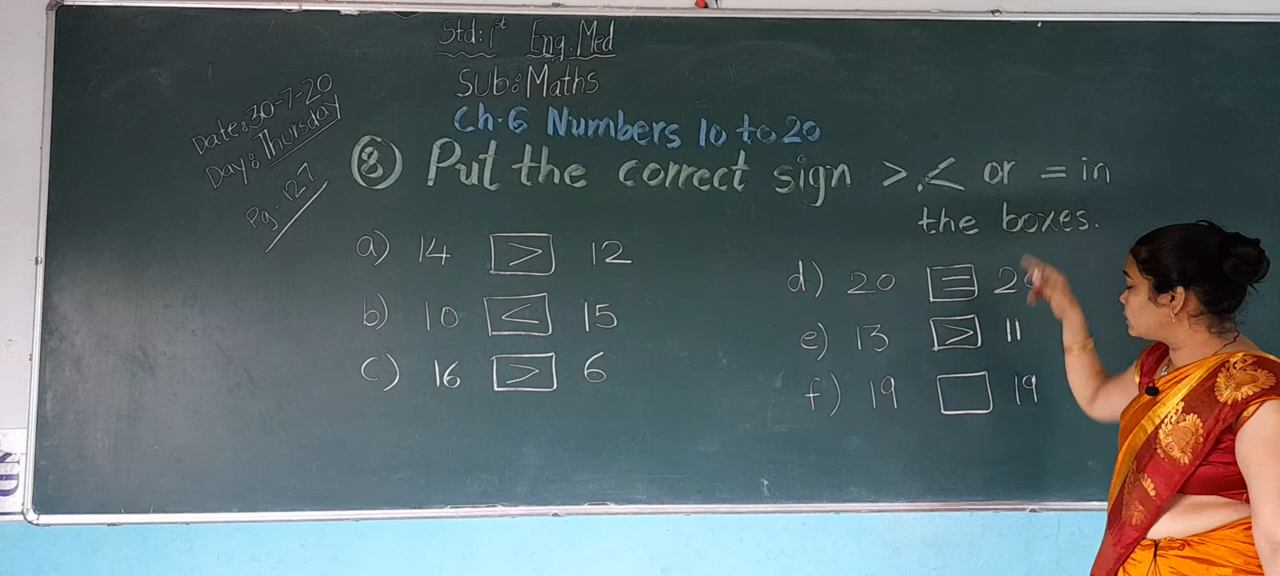 Std: 1st Eng. Med
Sub: Maths
Date: 30-7-20
Day: Thursday
Pg-127
Ch-6 Numbers 10 to 20
8) Put the correct sign >, < or = in
the boxes.
a) 14 > 12
b) 10 < 15
c) 16 > 6
d) 20 = 20
e) 13 > 11
f) 19 19